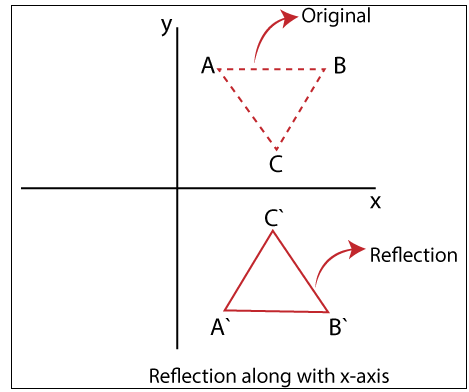 Original
y
A
B
C
x
C`
Reflection
A`
B`
Reflection along with x-axis